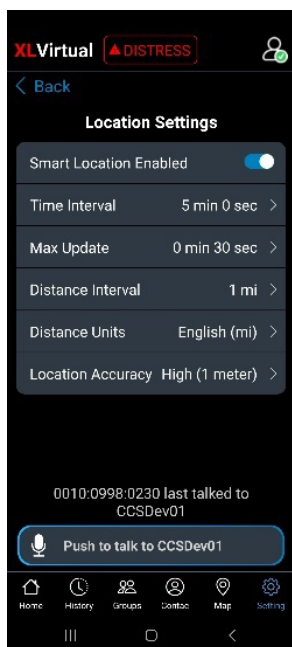 XLVirtual DISTRESS
Back
Location Settings
Smart Location Enabled
Time Interval 5 min 0 sec
Max Update 0 min 30 sec
Distance Interval 1 mi
Distance Units English (mi)
Location Accuracy High (1 meter)
0010:0998:0230 last talked to
CCSDev01
Push to talk to CCSDev01
Home History Groups Contac Map Setting